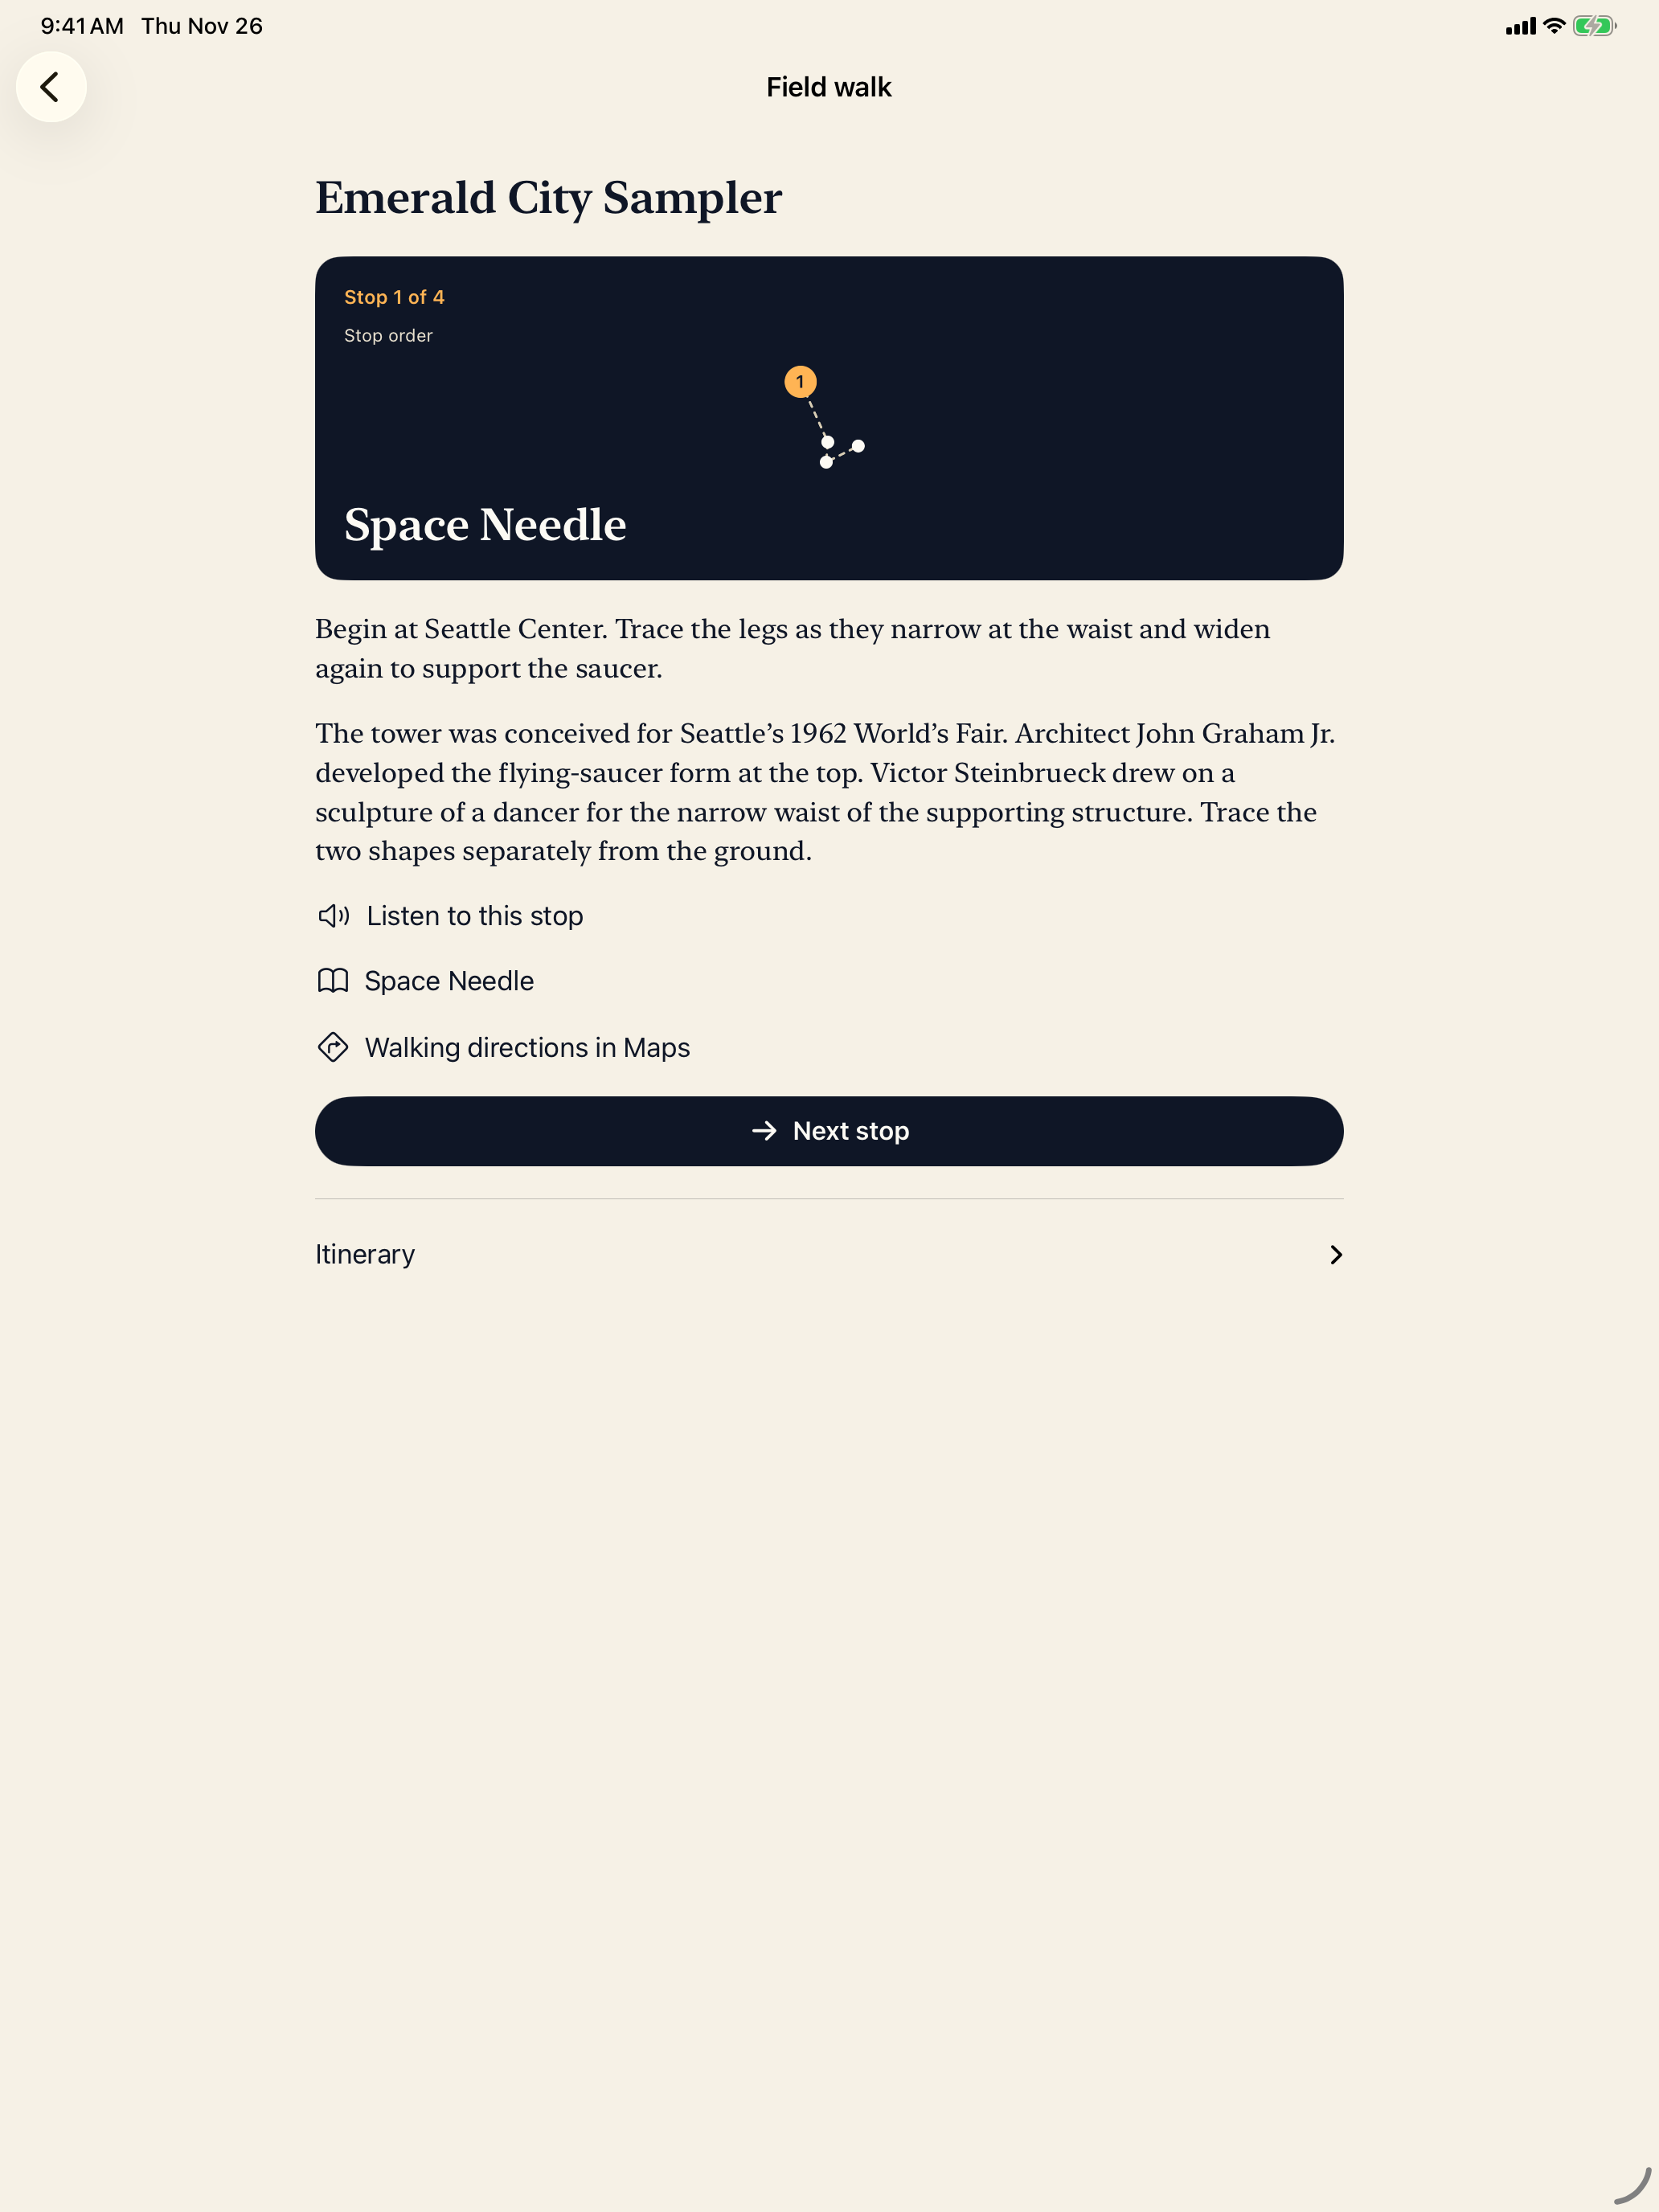 9:41 AM Thu Nov 26
Field walk
Emerald City Sampler
Stop 1 of 4
Stop order
1
Space Needle
Begin at Seattle Center. Trace the legs as they narrow at the waist and widen
again to support the saucer.
The tower was conceived for Seattle’s 1962 World’s Fair. Architect John Graham Jr.
developed the flying-saucer form at the top. Victor Steinbrueck drew on a
sculpture of a dancer for the narrow waist of the supporting structure. Trace the
two shapes separately from the ground.
Listen to this stop
Space Needle
Walking directions in Maps
Next stop
Itinerary